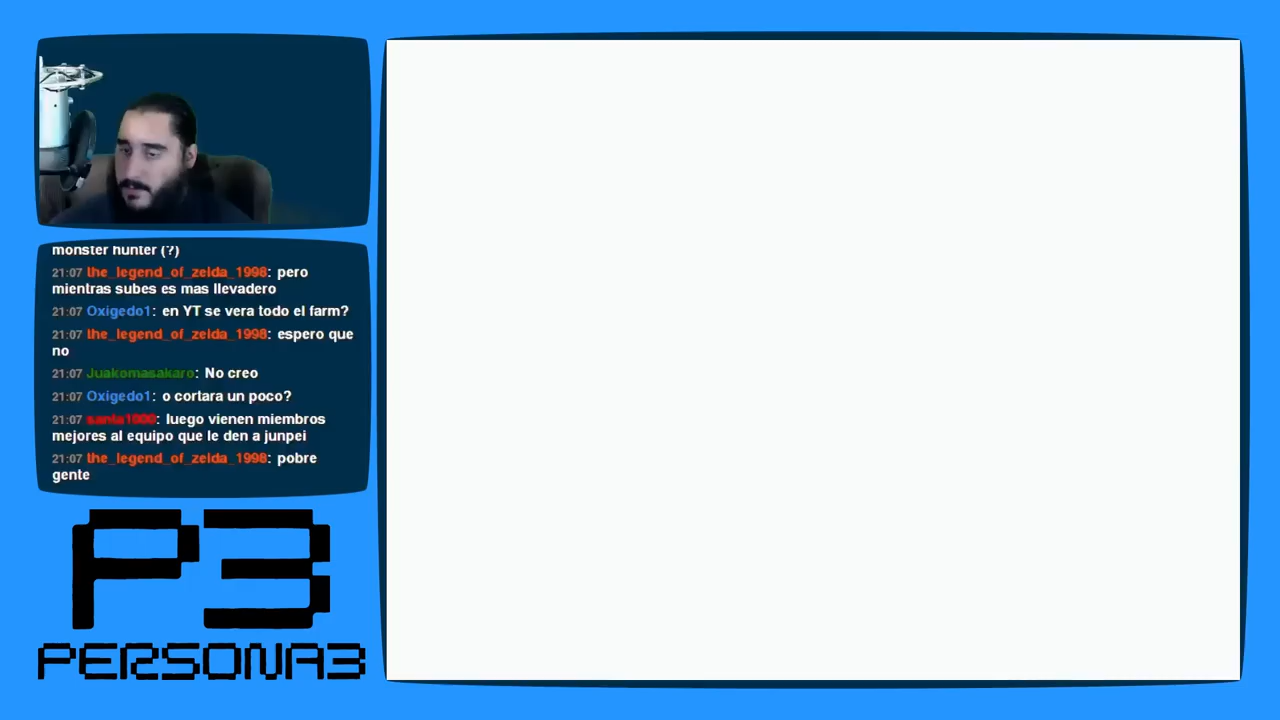 monster hunter (?)
21:07 the_legend_of_zelda_1998: pero
mientras subes es mas llevadero
21:07 Oxigedo1: en YT se vera todo el farm?
21:07 the_legend_of_zelda_1998: espero que
no
21:07 Juakomasakaro: No creo
21:07 Oxigedo1: o cortara un poco?
21:07 santa1000: luego vienen miembros
mejores al equipo que le den a junpei
21:07 the_legend_of_zelda_1998: pobre
gente
P3
PERSONA3